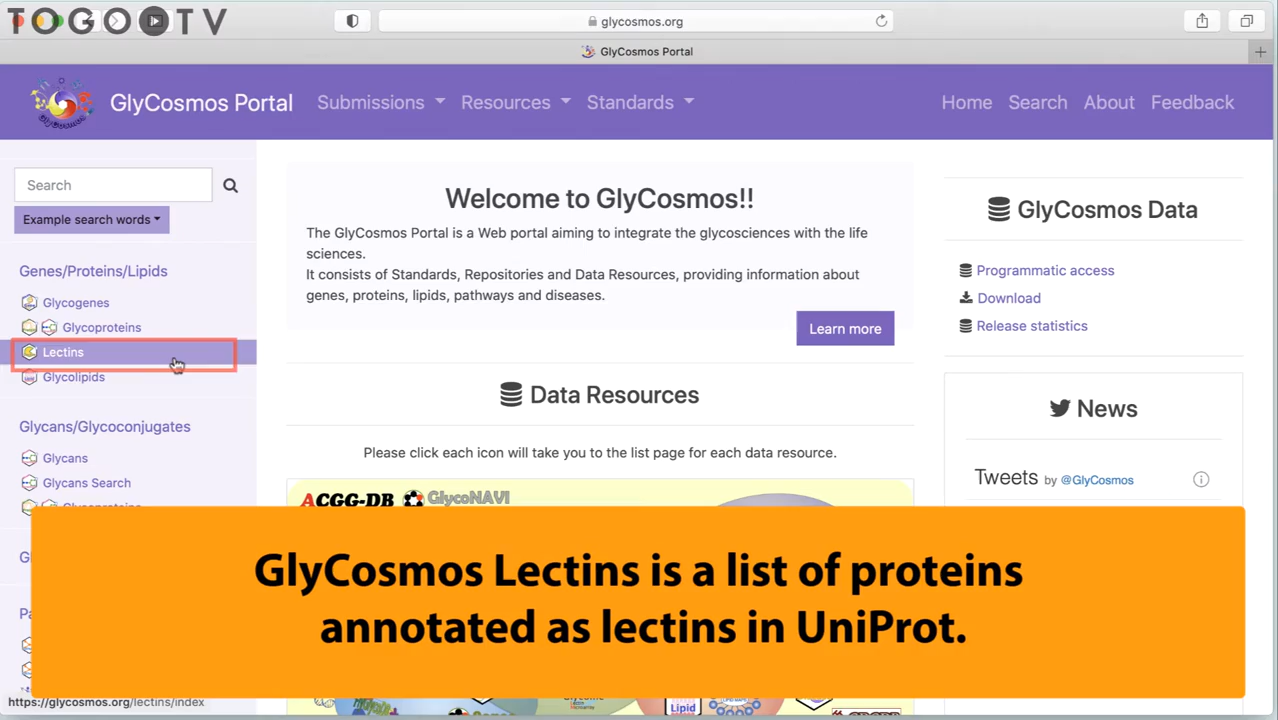 TOGO TV
glycosmos.org
GlyCosmos Portal
GlyCosmos Portal
Submissions
Resources
Standards
Home
Search
About
Feedback
Search
Example search words
Genes/Proteins/Lipids
Glycogenes
Glycoproteins
Lectins
Glycolipids
Glycans/Glycoconjugates
Glycans
Glycans Search
Glycoproteins
Welcome to GlyCosmos!!
The GlyCosmos Portal is a Web portal aiming to integrate the glycosciences with the life
sciences.
It consists of Standards, Repositories and Data Resources, providing information about
genes, proteins, lipids, pathways and diseases.
Learn more
Data Resources
Please click each icon will take you to the list page for each data resource.
ACGG-DB
GlycoNAVI
GlyCosmos Data
Programmatic access
Download
Release statistics
News
Tweets by @GlyCosmos
GlyCosmos Lectins is a list of proteins
annotated as lectins in UniProt.
Lipid
https://glycosmos.org/lectins/index